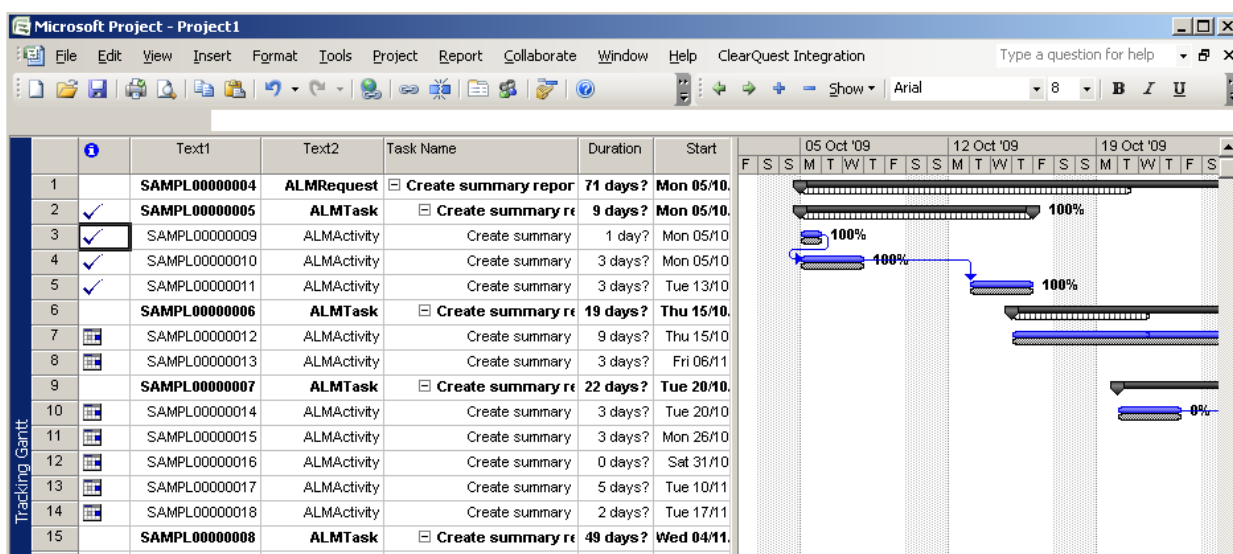 Microsoft Project - Project1
File Edit View Insert Format Tools Project Report Collaborate Window Help ClearQuest Integration Type a question for help
Show Arial 8 B I U
Text1 Text2 Task Name Duration Start 05 Oct '09 12 Oct '09 19 Oct '09
F S S M T W T F S S M T W T F S S M T W T F S
1 SAMPL00000004 ALMRequest Create summary repor 71 days? Mon 05/10.
2 SAMPL00000005 ALMTask Create summary re 9 days? Mon 05/10. 100%
3 SAMPL00000009 ALMActivity Create summary 1 day? Mon 05/10 100%
4 SAMPL00000010 ALMActivity Create summary 3 days? Mon 05/10 100%
5 SAMPL00000011 ALMActivity Create summary 3 days? Tue 13/10 100%
6 SAMPL00000006 ALMTask Create summary re 19 days? Thu 15/10.
7 SAMPL00000012 ALMActivity Create summary 9 days? Thu 15/10
8 SAMPL00000013 ALMActivity Create summary 3 days? Fri 06/11
9 SAMPL00000007 ALMTask Create summary re 22 days? Tue 20/10.
10 SAMPL00000014 ALMActivity Create summary 3 days? Tue 20/10 0%
11 SAMPL00000015 ALMActivity Create summary 3 days? Mon 26/10
12 SAMPL00000016 ALMActivity Create summary 0 days? Sat 31/10
13 SAMPL00000017 ALMActivity Create summary 5 days? Tue 10/11
14 SAMPL00000018 ALMActivity Create summary 2 days? Tue 17/11
15 SAMPL00000008 ALMTask Create summary re 49 days? Wed 04/11.
Tracking Gantt